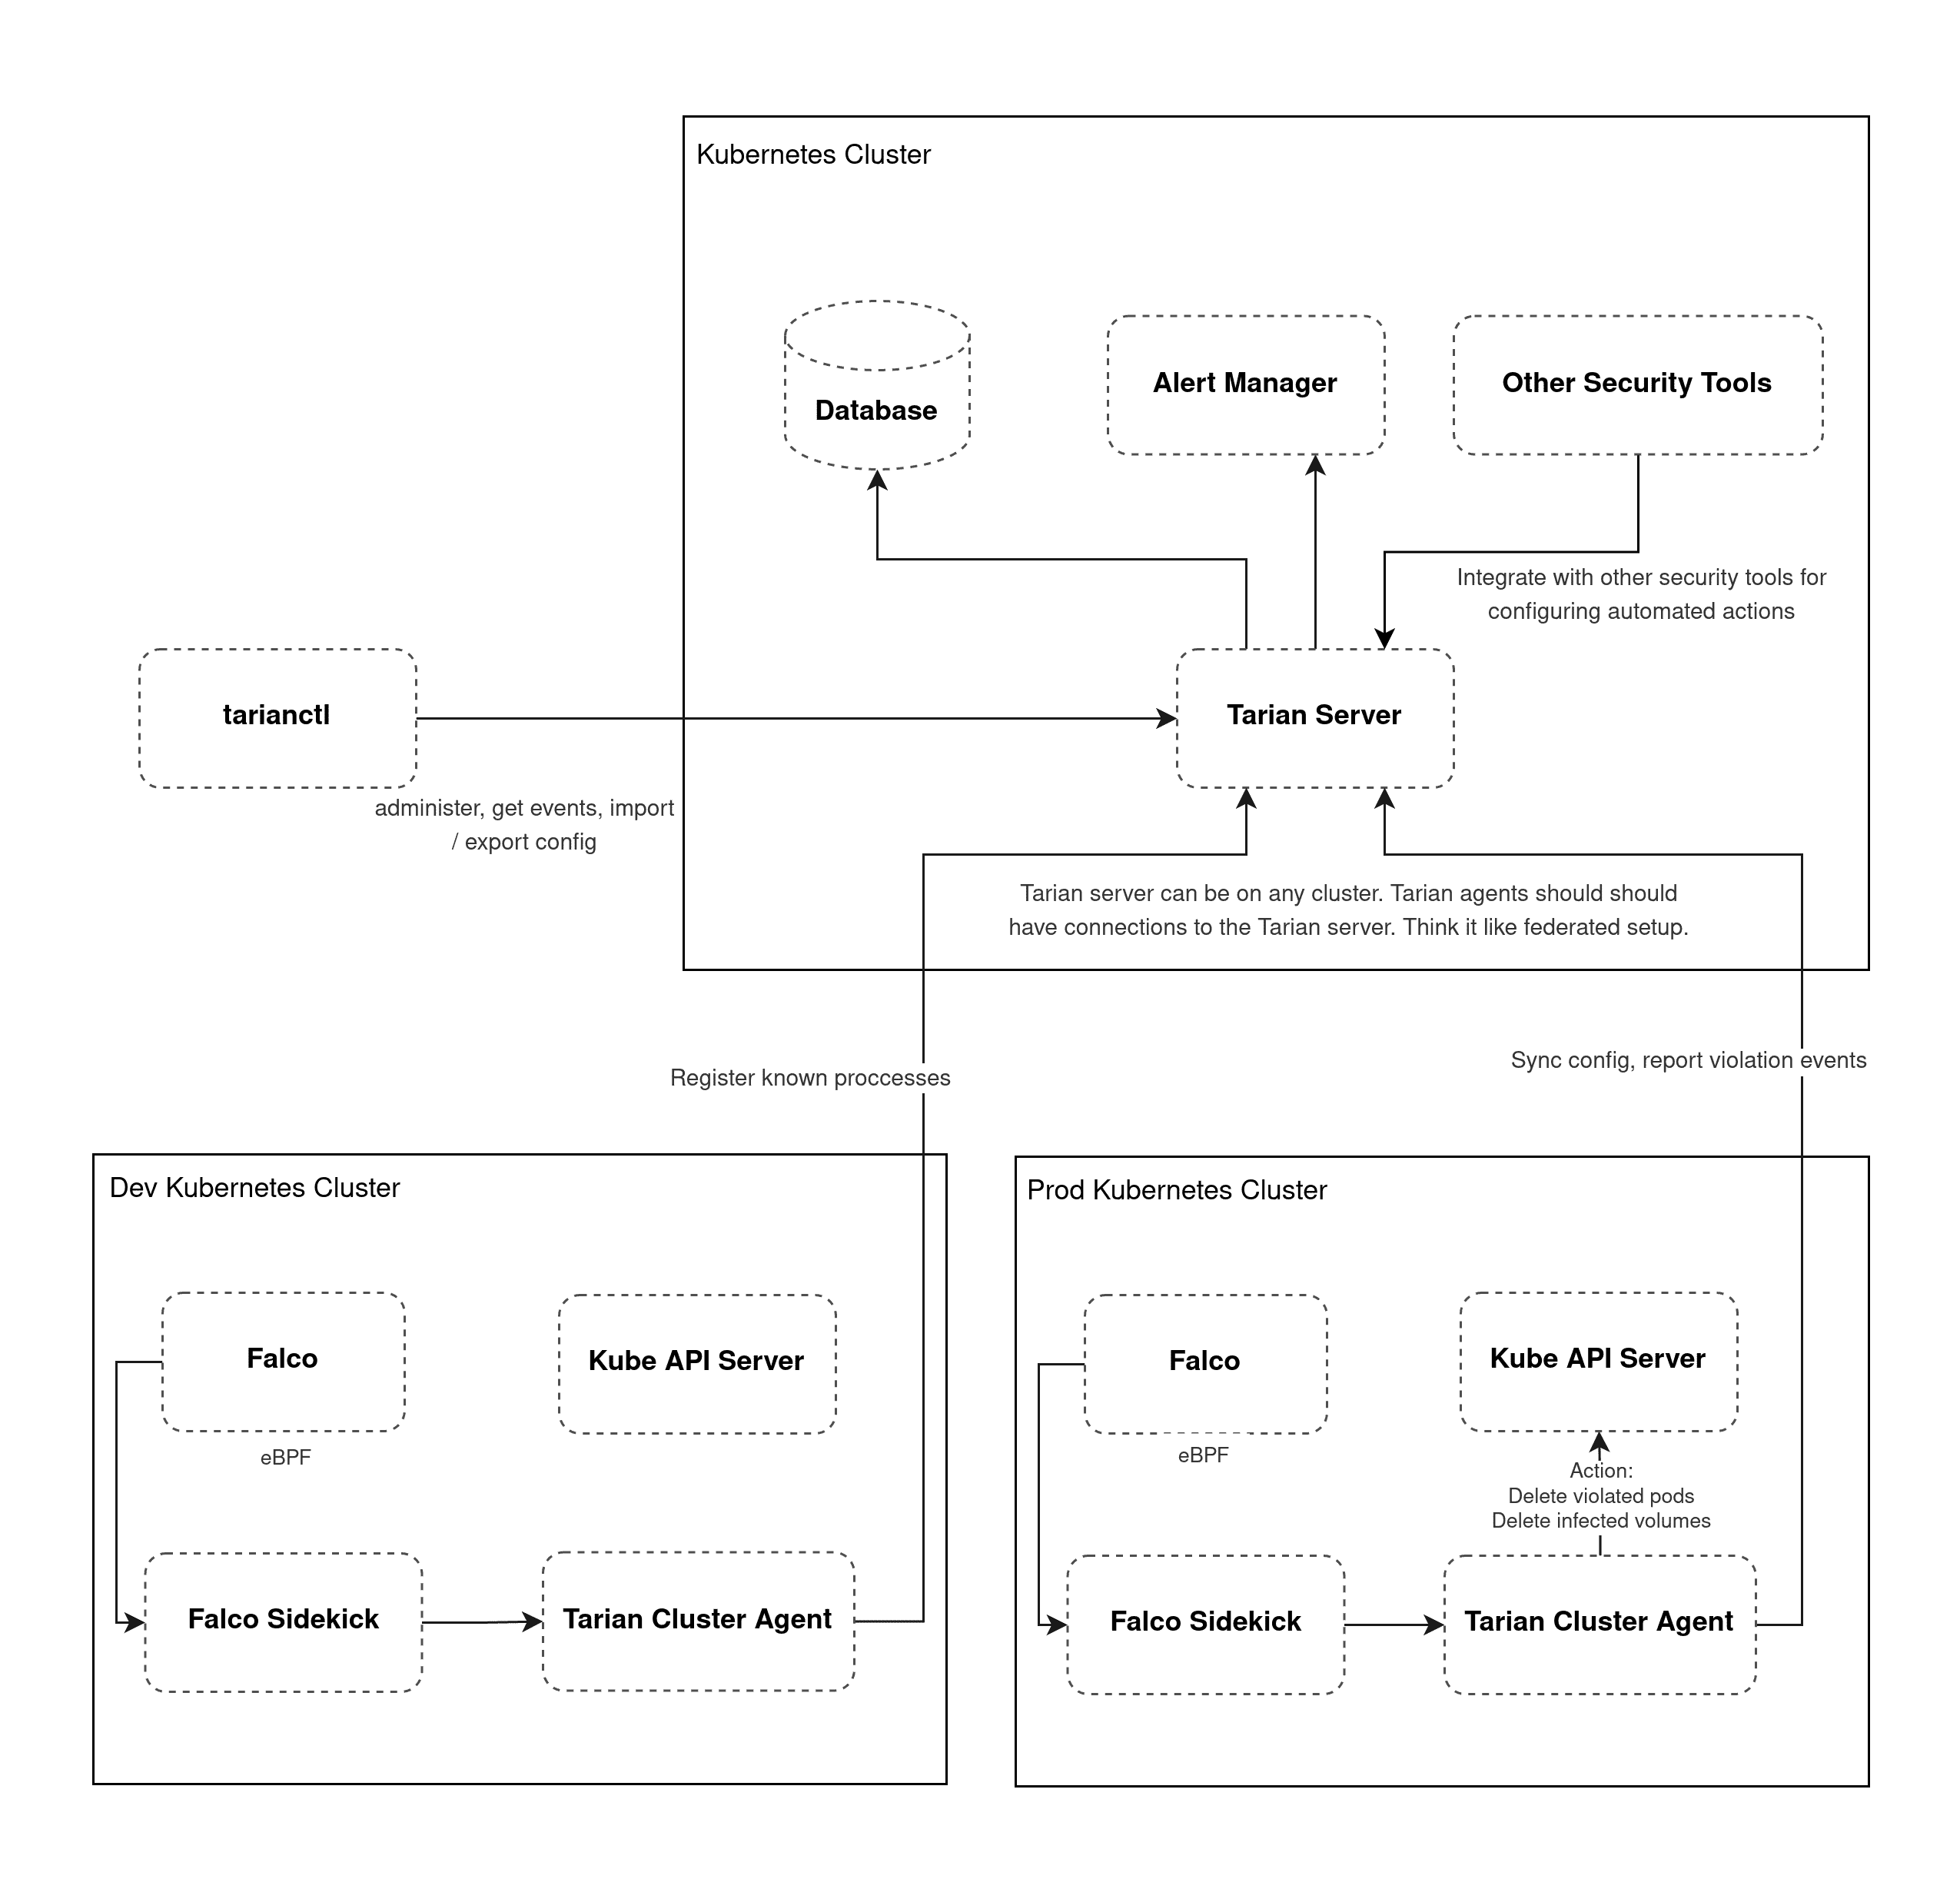 Kubernetes Cluster
Database
Alert Manager
Other Security Tools
Integrate with other security tools for
configuring automated actions
tarianctl
Tarian Server
administer, get events, import
/ export config
Tarian server can be on any cluster. Tarian agents should should
have connections to the Tarian server. Think it like federated setup.
Register known proccesses
Sync config, report violation events
Dev Kubernetes Cluster
Falco
Kube API Server
eBPF
Falco Sidekick
Tarian Cluster Agent
Prod Kubernetes Cluster
Falco
Kube API Server
eBPF
Action:
Delete violated pods
Delete infected volumes
Falco Sidekick
Tarian Cluster Agent